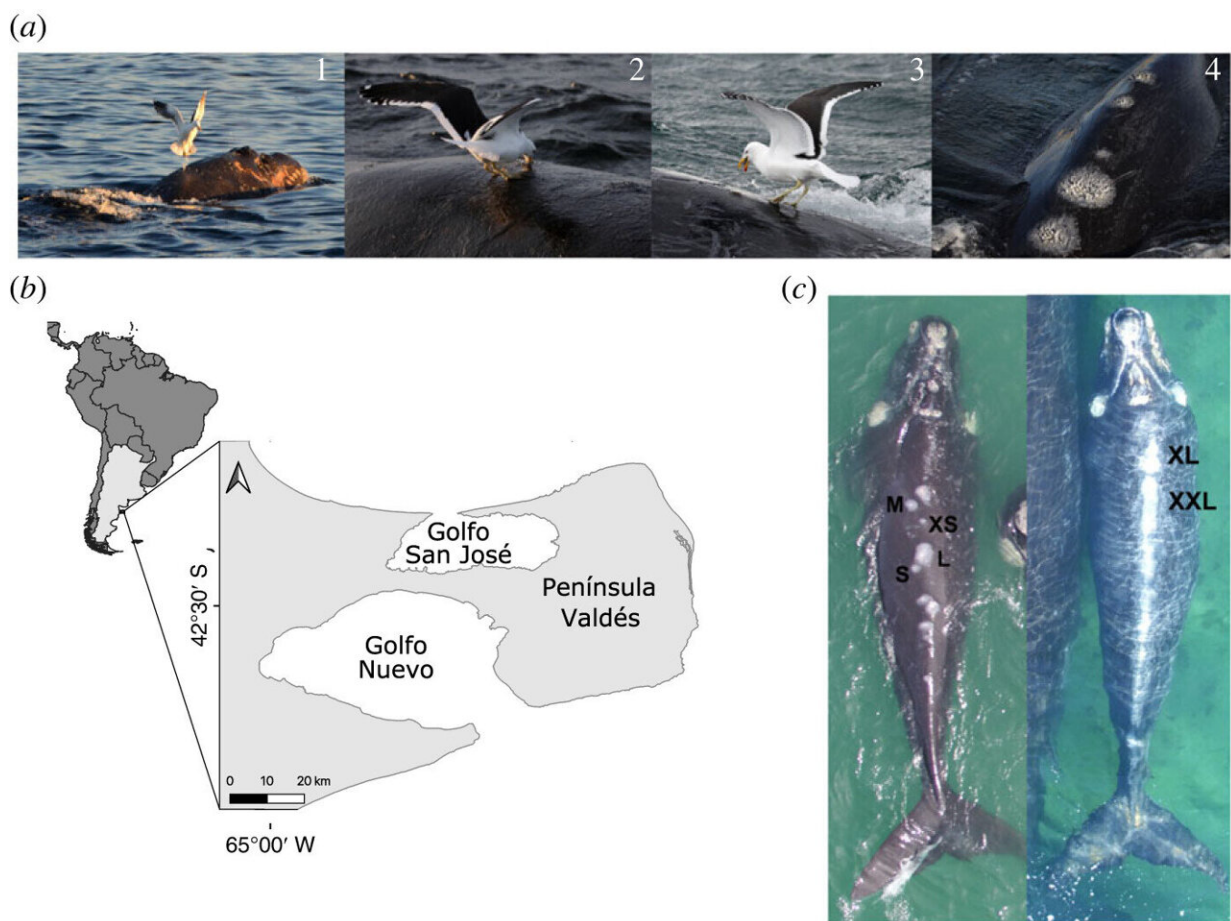 (a)
1
2
3
4
(b)
(c)
Golfo
San José
Península
Valdés
Golfo
Nuevo
42°30′ S
0 10 20 km
65°00′ W
M
XS
L
S
XL
XXL